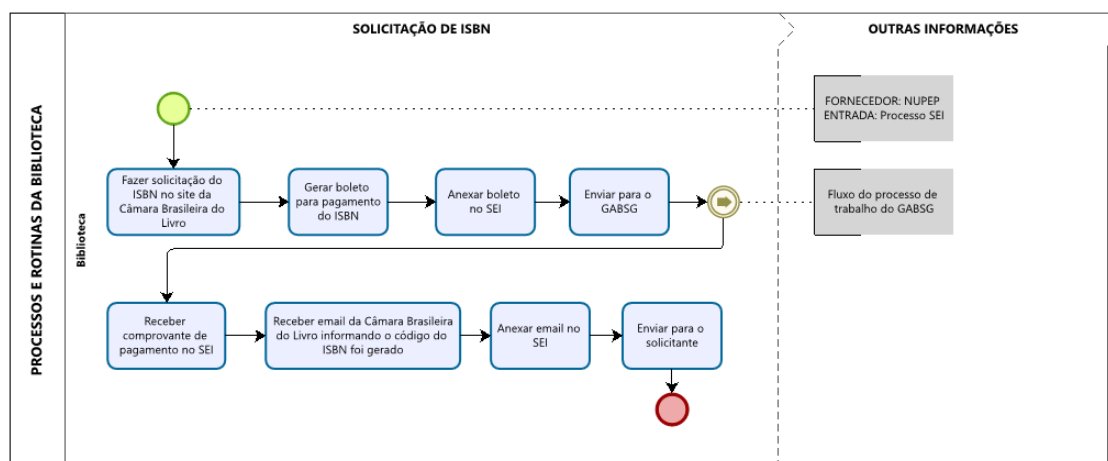 SOLICITAÇÃO DE ISBN
OUTRAS INFORMAÇÕES
PROCESSOS E ROTINAS DA BIBLIOTECA
Biblioteca
FORNECEDOR: NUPEP
ENTRADA: Processo SEI
Fazer solicitação do
ISBN no site da
Câmara Brasileira do
Livro
Gerar boleto
para pagamento
do ISBN
Anexar boleto
no SEI
Enviar para o
GABSG
Fluxo do processo de
trabalho do GABSG
Receber
comprovante de
pagamento no SEI
Receber email da Câmara Brasileira
do Livro informando o código do
ISBN foi gerado
Anexar email no
SEI
Enviar para o
solicitante